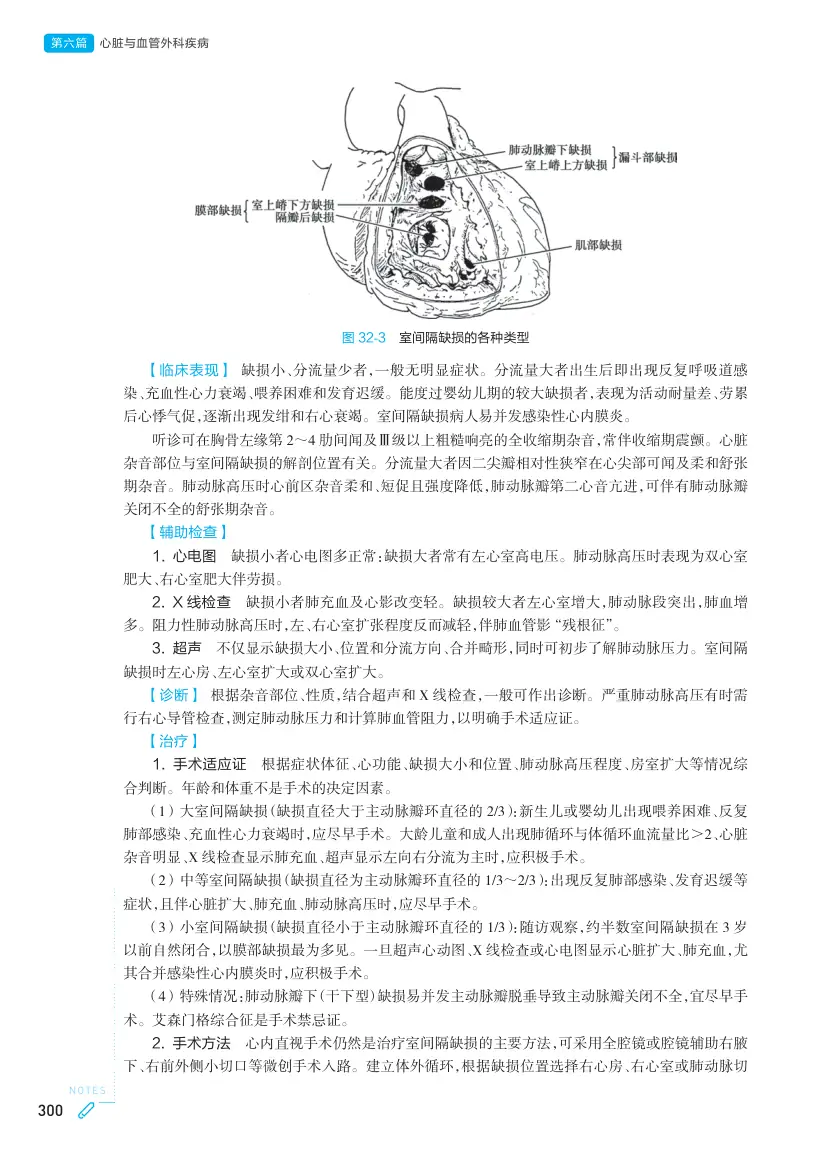 第六篇 心脏与血管外科疾病
肺动脉瓣下缺损
室上嵴上方缺损
漏斗部缺损
膜部缺损
室上嵴下方缺损
隔瓣后缺损
肌部缺损
图 32-3 室间隔缺损的各种类型
【临床表现】 缺损小、分流量少者，一般无明显症状。分流量大者出生后即出现反复呼吸道感
染、充血性心力衰竭、喂养困难和发育迟缓。能度过婴幼儿期的较大缺损者，表现为活动耐量差、劳累
后心悸气促，逐渐出现发绀和右心衰竭。室间隔缺损病人易并发感染性心内膜炎。
听诊可在胸骨左缘第 2～4 肋间闻及Ⅲ级以上粗糙响亮的全收缩期杂音，常伴收缩期震颤。心脏
杂音部位与室间隔缺损的解剖位置有关。分流量大者因二尖瓣相对性狭窄在心尖部可闻及柔和舒张
期杂音。肺动脉高压时心前区杂音柔和、短促且强度降低，肺动脉瓣第二心音亢进，可伴有肺动脉瓣
关闭不全的舒张期杂音。
【辅助检查】
1. 心电图 缺损小者心电图多正常；缺损大者常有左心室高电压。肺动脉高压时表现为双心室
肥大、右心室肥大伴劳损。
2. X 线检查 缺损小者肺充血及心影改变轻。缺损较大者左心室增大，肺动脉段突出，肺血增
多。阻力性肺动脉高压时，左、右心室扩张程度反而减轻，伴肺血管影“残根征”。
3. 超声 不仅显示缺损大小、位置和分流方向、合并畸形，同时可初步了解肺动脉压力。室间隔
缺损时左心房、左心室扩大或双心室扩大。
【诊断】 根据杂音部位、性质，结合超声和 X 线检查，一般可作出诊断。严重肺动脉高压有时需
行右心导管检查，测定肺动脉压力和计算肺血管阻力，以明确手术适应证。
【治疗】
1. 手术适应证 根据症状体征、心功能、缺损大小和位置、肺动脉高压程度、房室扩大等情况综
合判断。年龄和体重不是手术的决定因素。
（1）大室间隔缺损（缺损直径大于主动脉瓣环直径的 2/3）：新生儿或婴幼儿出现喂养困难、反复
肺部感染、充血性心力衰竭时，应尽早手术。大龄儿童和成人出现肺循环与体循环血流量比＞2、心脏
杂音明显、X 线检查显示肺充血、超声显示左向右分流为主时，应积极手术。
（2）中等室间隔缺损（缺损直径为主动脉瓣环直径的 1/3～2/3）：出现反复肺部感染、发育迟缓等
症状，且伴心脏扩大、肺充血、肺动脉高压时，应尽早手术。
（3）小室间隔缺损（缺损直径小于主动脉瓣环直径的 1/3）：随访观察，约半数室间隔缺损在 3 岁
以前自然闭合，以膜部缺损最为多见。一旦超声心动图、X 线检查或心电图显示心脏扩大、肺充血，尤
其合并感染性心内膜炎时，应积极手术。
（4）特殊情况：肺动脉瓣下（干下型）缺损易并发主动脉瓣脱垂导致主动脉瓣关闭不全，宜尽早手
术。艾森门格综合征是手术禁忌证。
2. 手术方法 心内直视手术仍然是治疗室间隔缺损的主要方法，可采用全腔镜或腔镜辅助右腋
下、右前外侧小切口等微创手术入路。建立体外循环，根据缺损位置选择右心房、右心室或肺动脉切
NOTES
300